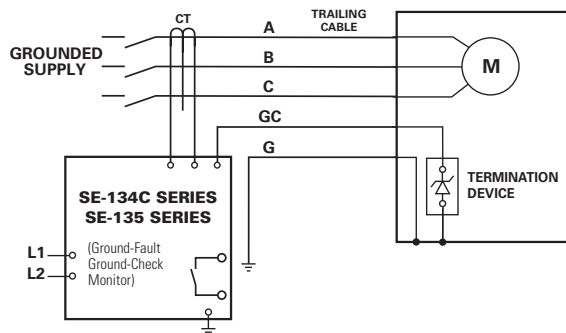 CT
A
TRAILING
CABLE
GROUNDED
SUPPLY
B
M
C
GC
G
SE-134C SERIES
SE-135 SERIES
TERMINATION
DEVICE
(Ground-Fault
Ground-Check
Monitor)
L1
L2